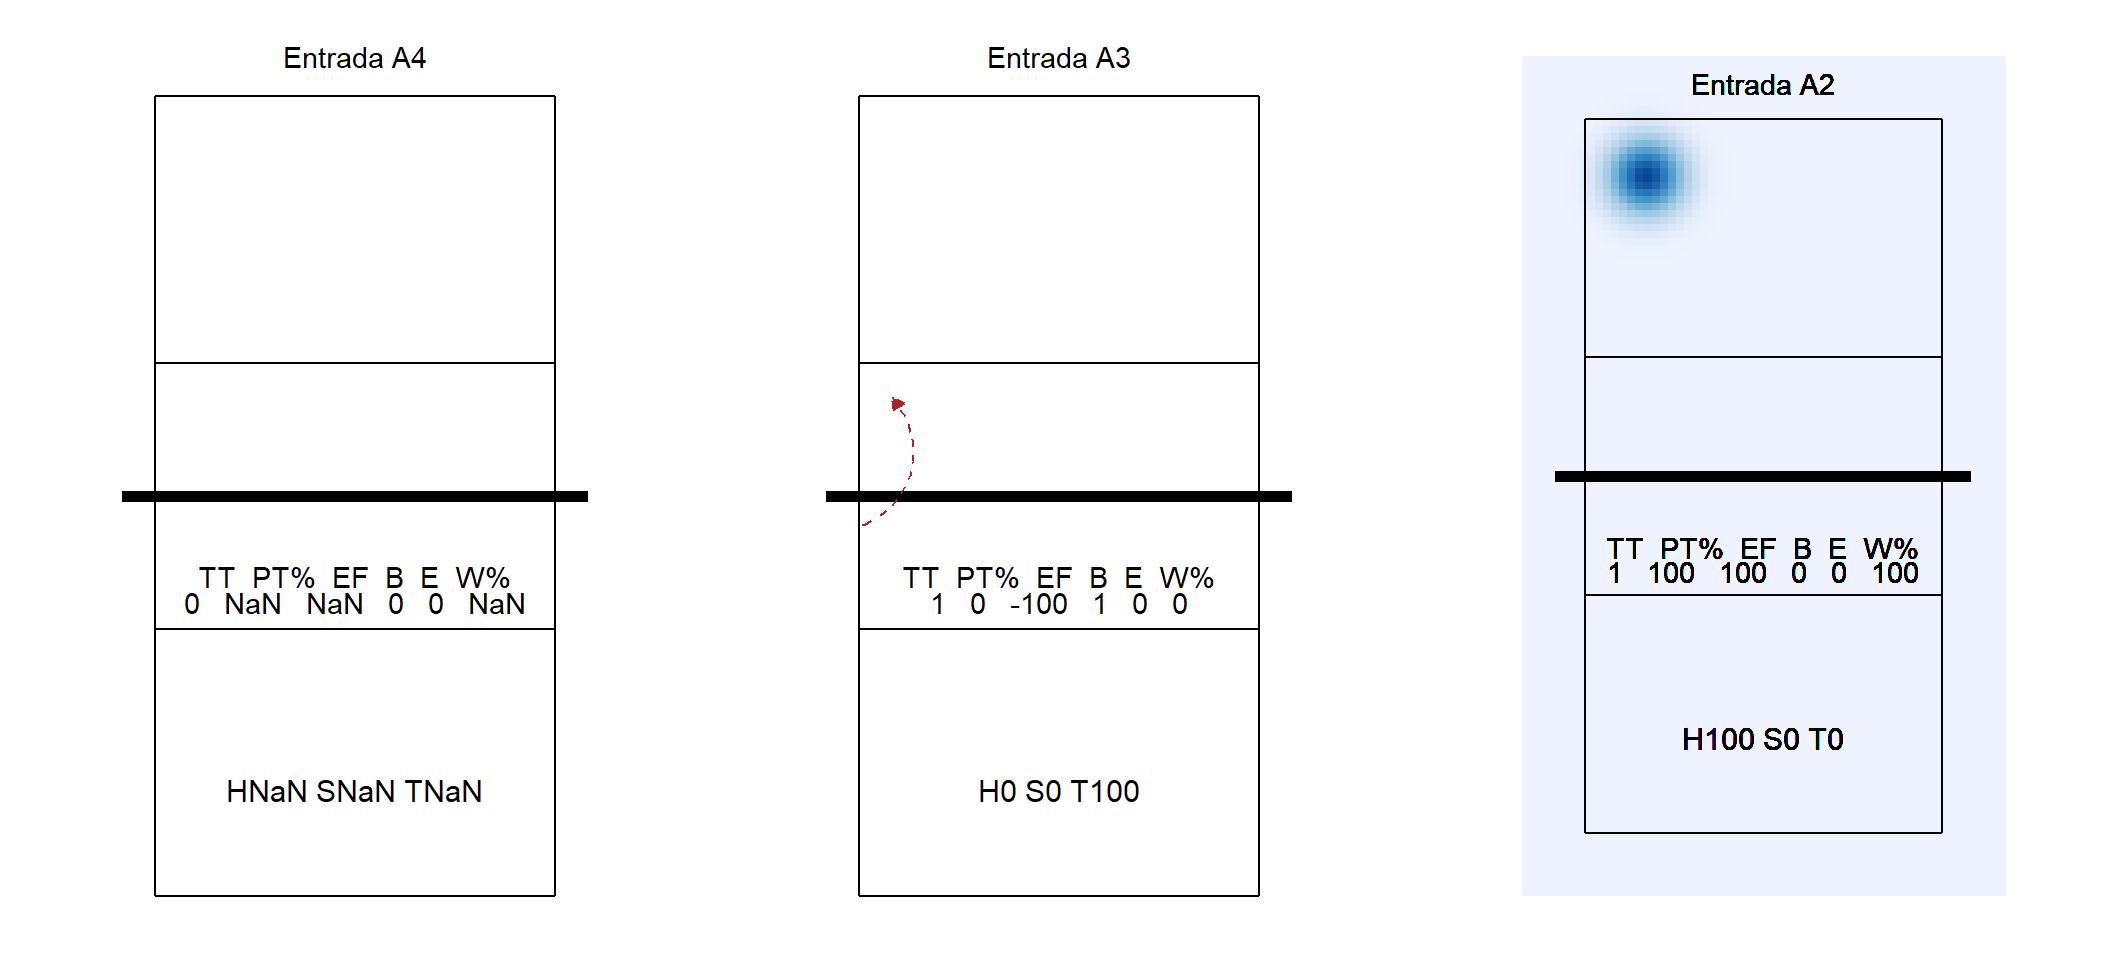 Entrada A4
TT PT% EF B E W%
0 NaN NaN 0 0 NaN
HNaN SNaN TNaN
Entrada A3
TT PT% EF B E W%
1 0 -100 1 0 0
H0 S0 T100
Entrada A2
TT PT% EF B E W%
1 100 100 0 0 100
H100 S0 T0